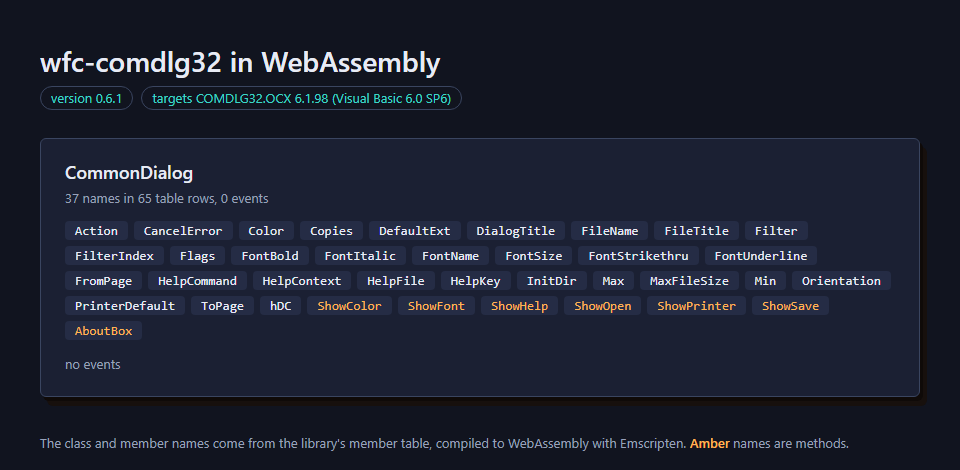 wfc-comdlg32 in WebAssembly
version 0.6.1 targets COMDLG32.OCX 6.1.98 (Visual Basic 6.0 SP6)
CommonDialog
37 names in 65 table rows, 0 events
Action CancelError Color Copies DefaultExt DialogTitle FileName FileTitle Filter
FilterIndex Flags FontBold FontItalic FontName FontSize FontStrikethru FontUnderline
FromPage HelpCommand HelpContext HelpFile HelpKey InitDir Max MaxFileSize Min Orientation
PrinterDefault ToPage hDC ShowColor ShowFont ShowHelp ShowOpen ShowPrinter ShowSave
AboutBox
no events
The class and member names come from the library's member table, compiled to WebAssembly with Emscripten. Amber names are methods.